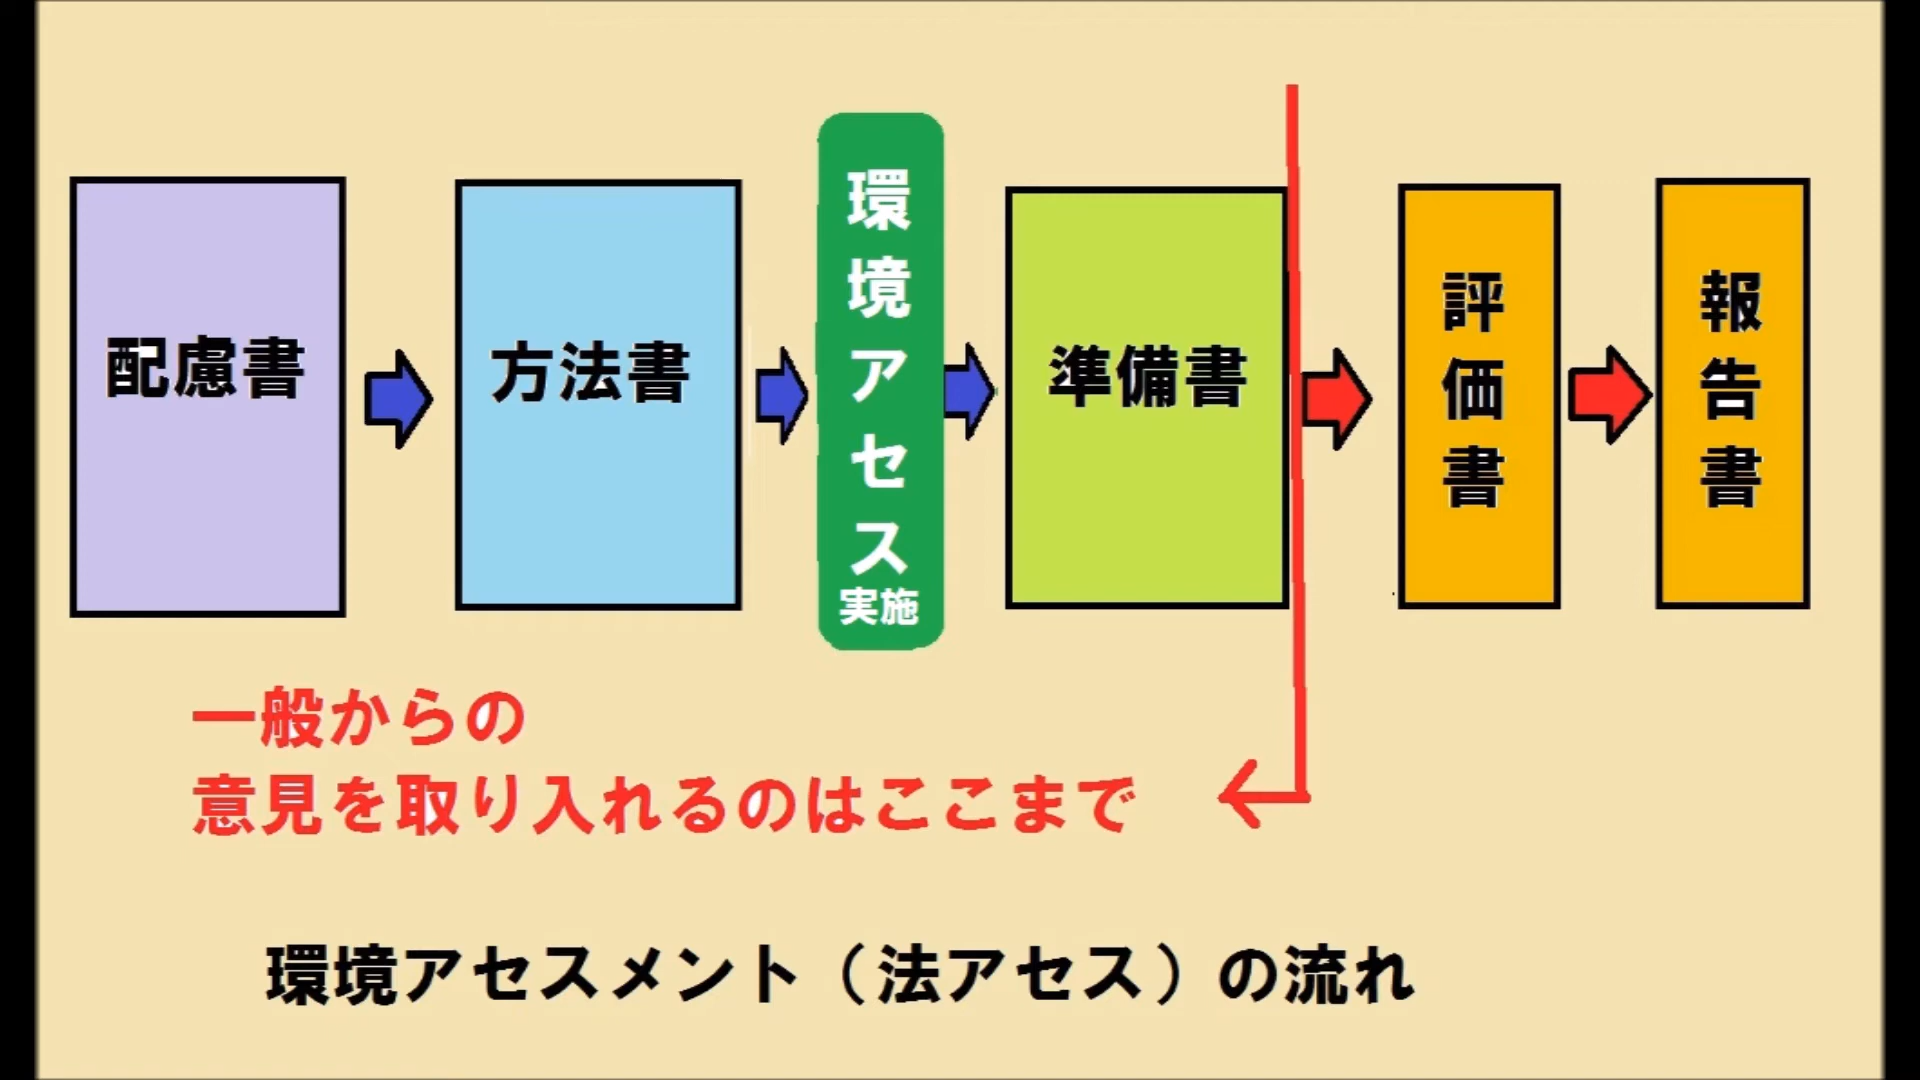 配慮書
方法書
環境アセス
実施
準備書
評価書
報告書
一般からの
意見を取り入れるのはここまで
環境アセスメント（法アセス）の流れ